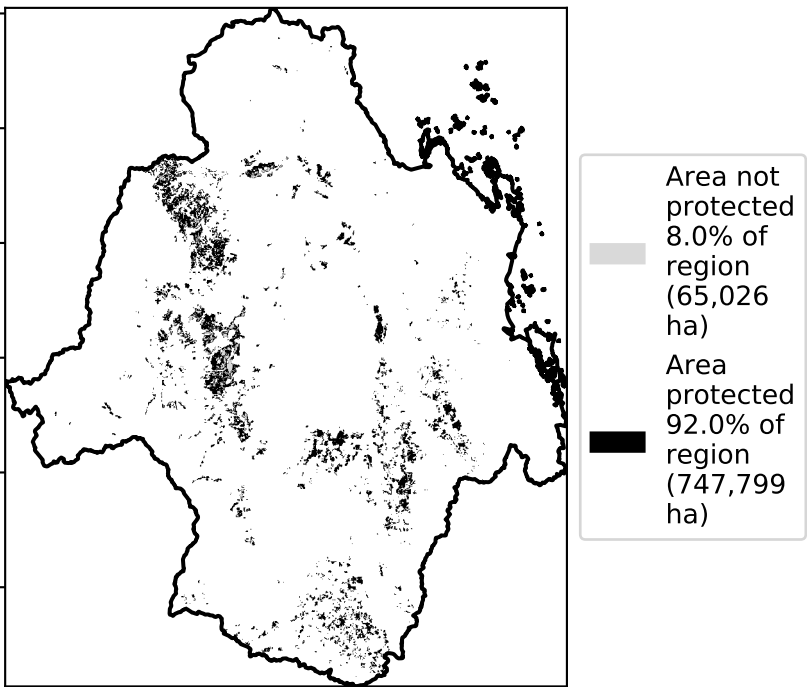 Area not
protected
8.0% of
region
(65,026
ha)
Area
protected
92.0% of
region
(747,799
ha)